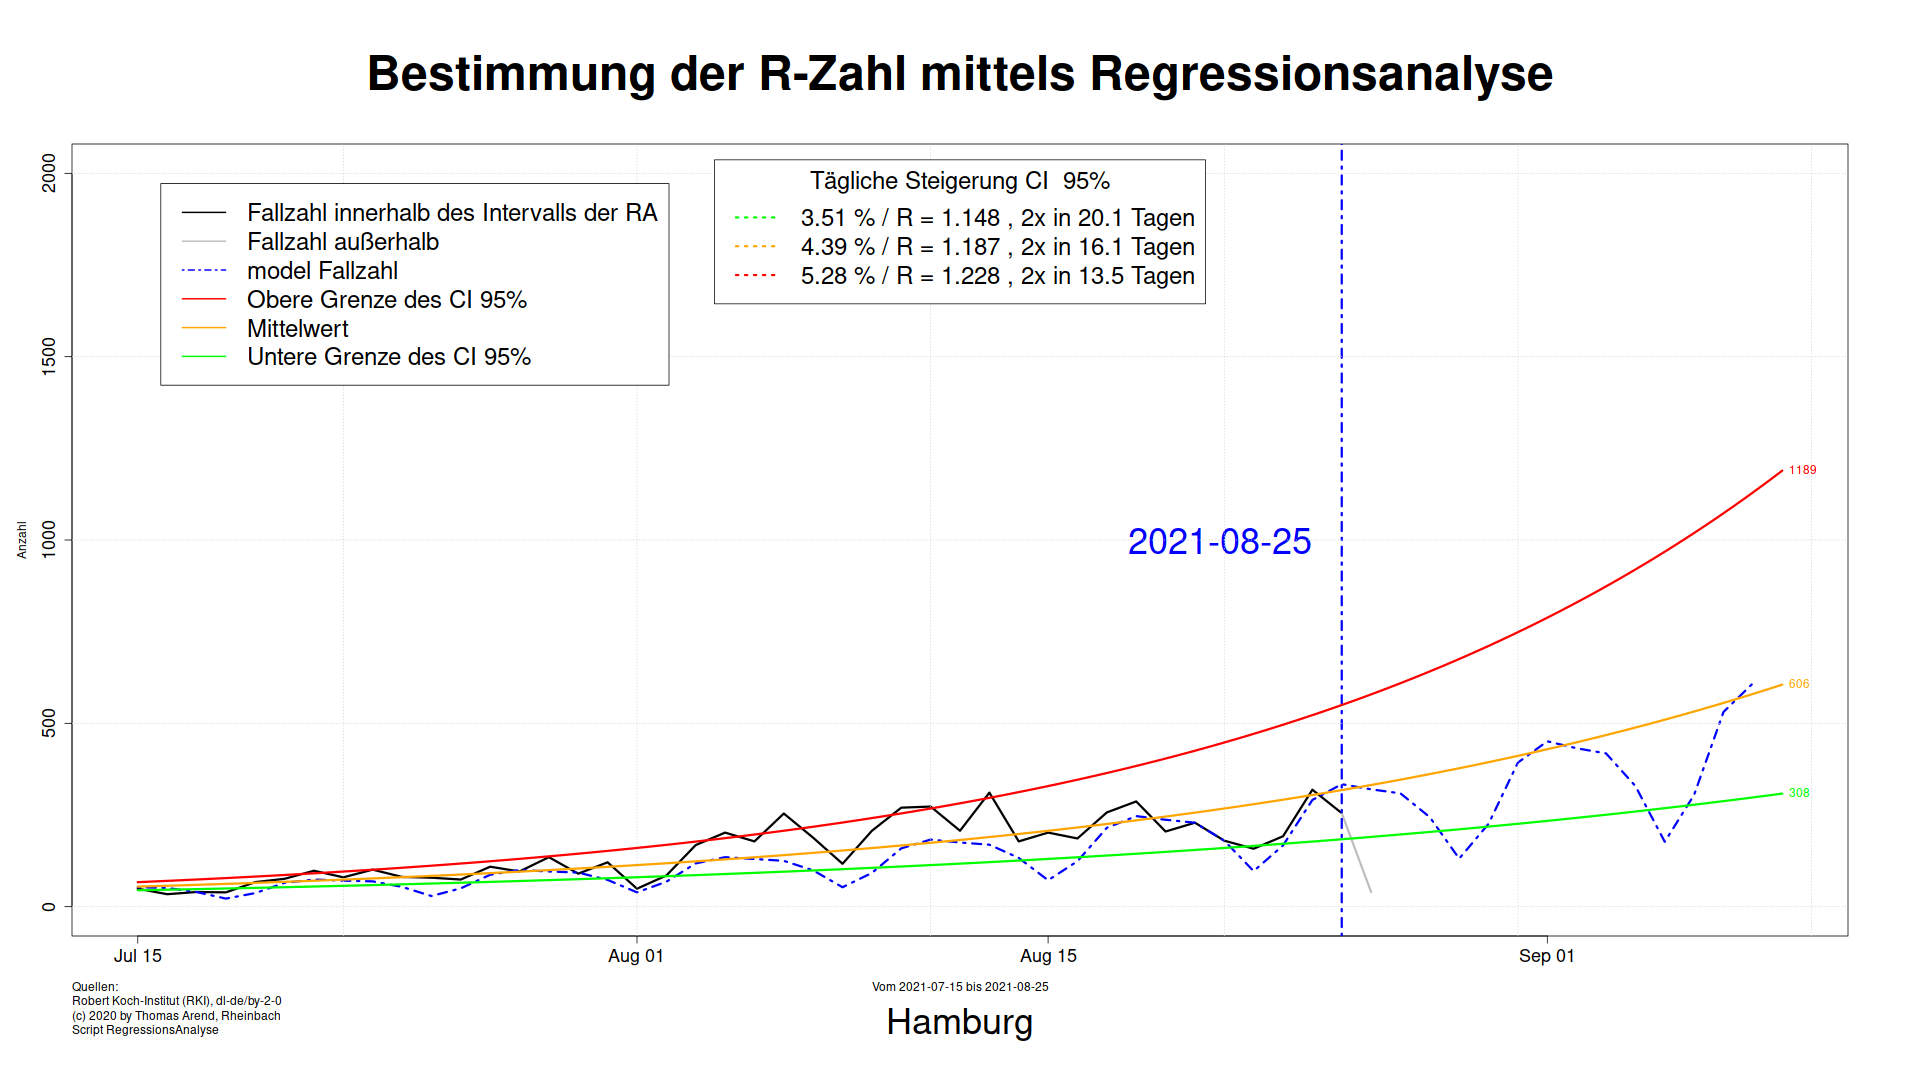 Bestimmung der R-Zahl mittels Regressionsanalyse
Fallzahl innerhalb des Intervalls der RA
Fallzahl außerhalb
model Fallzahl
Obere Grenze des CI 95%
Mittelwert
Untere Grenze des CI 95%
Tägliche Steigerung CI  95%
3.51 % / R = 1.148 , 2x in 20.1 Tagen
4.39 % / R = 1.187 , 2x in 16.1 Tagen
5.28 % / R = 1.228 , 2x in 13.5 Tagen
2000
1500
1000
500
0
Anzahl
2021-08-25
1189
606
308
Jul 15
Aug 01
Aug 15
Sep 01
Quellen:
Robert Koch-Institut (RKI), dl-de/by-2-0
(c) 2020 by Thomas Arend, Rheinbach
Script RegressionsAnalyse
Vom 2021-07-15 bis 2021-08-25
Hamburg